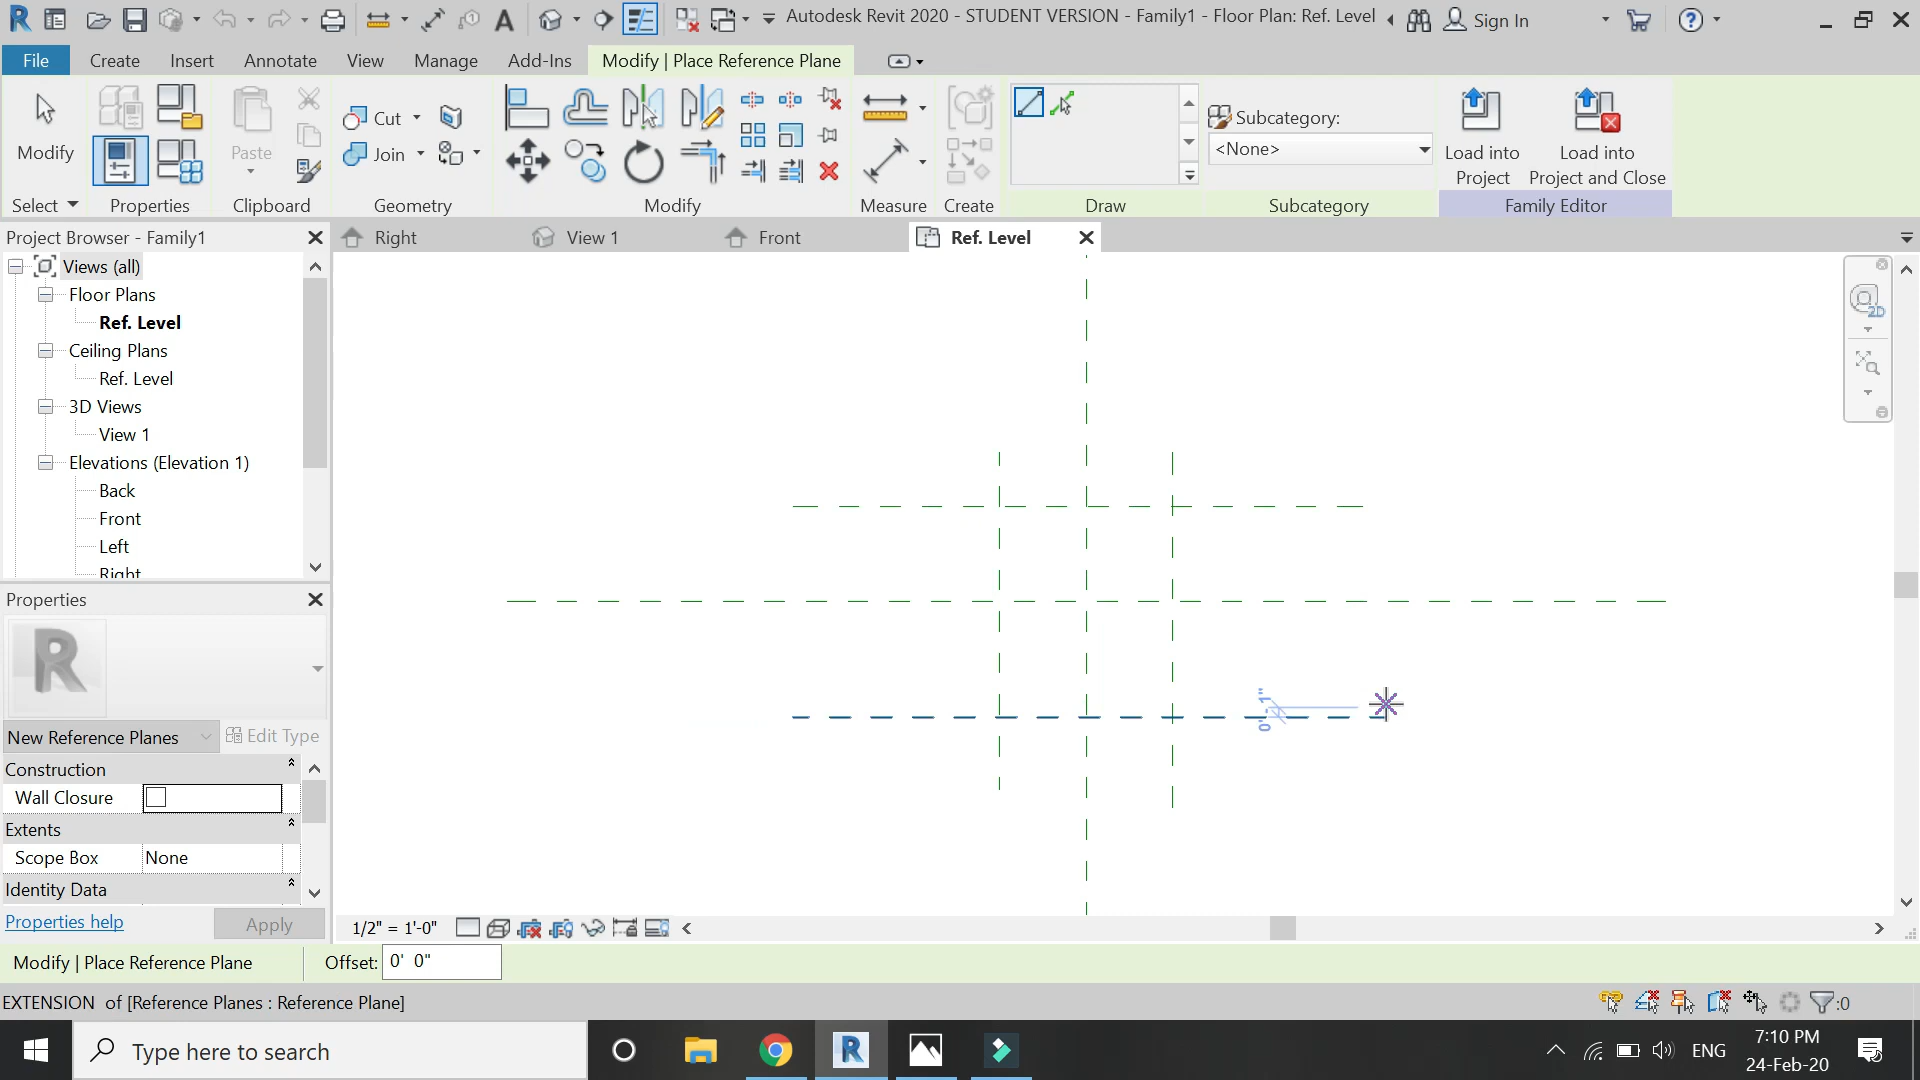 Autodesk Revit 2020 - STUDENT VERSION - Family1 - Floor Plan: Ref. Level
Sign In
File
Create
Insert
Annotate
View
Manage
Add-Ins
Modify | Place Reference Plane
Modify
Paste
Cut
Join
Subcategory:
<None>
Load into
Project
Load into
Project and Close
Select
Properties
Clipboard
Geometry
Modify
Measure
Create
Draw
Subcategory
Family Editor
Project Browser - Family1
Right
View 1
Front
Ref. Level
Views (all)
Floor Plans
Ref. Level
Ceiling Plans
Ref. Level
3D Views
View 1
Elevations (Elevation 1)
Back
Front
Left
Right
2D
Properties
New Reference Planes
Edit Type
Construction
Wall Closure
Extents
Scope Box
None
Identity Data
Properties help
Apply
0' - 1"
1/2" = 1'-0"
Modify | Place Reference Plane
Offset:
0' 0"
EXTENSION of [Reference Planes : Reference Plane]
:0
Type here to search
ENG
7:10 PM
24-Feb-20